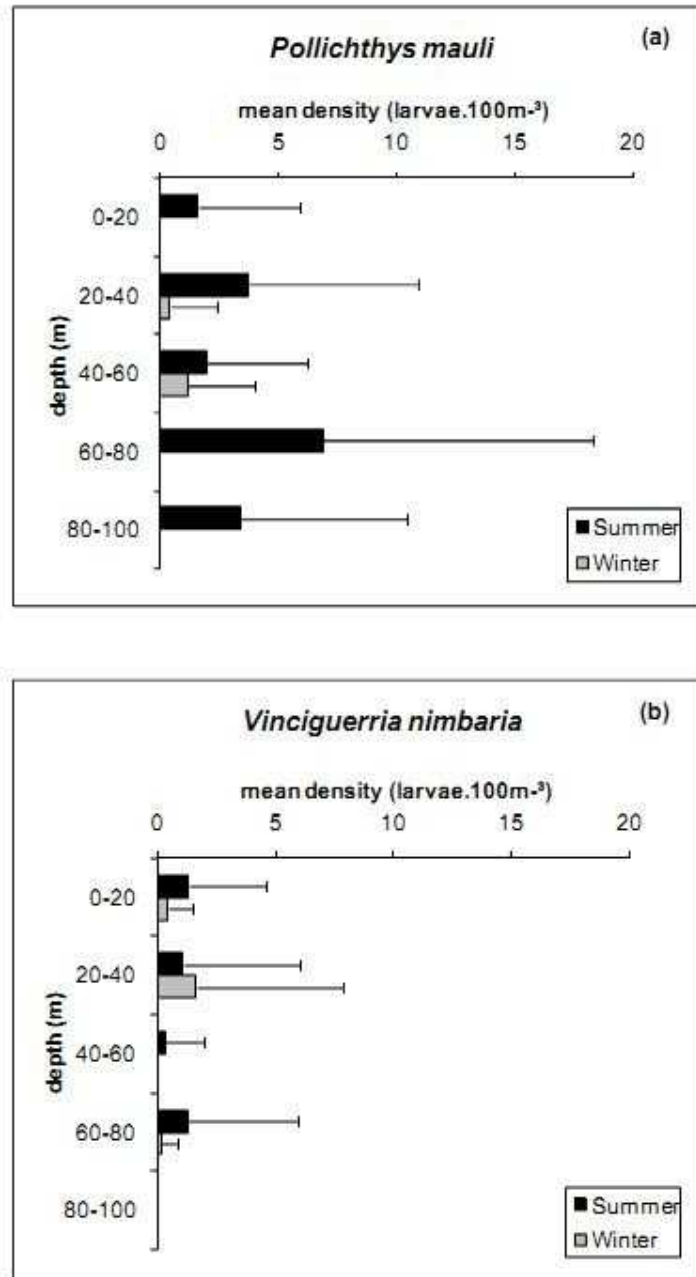 Pollichthys mauli
(a)
mean density (larvae.100m-³)
0 5 10 15 20
depth (m)
0-20
20-40
40-60
60-80
80-100
Summer
Winter
Vinciguerria nimbaria
(b)
mean density (larvae.100m-³)
0 5 10 15 20
depth (m)
0-20
20-40
40-60
60-80
80-100
Summer
Winter